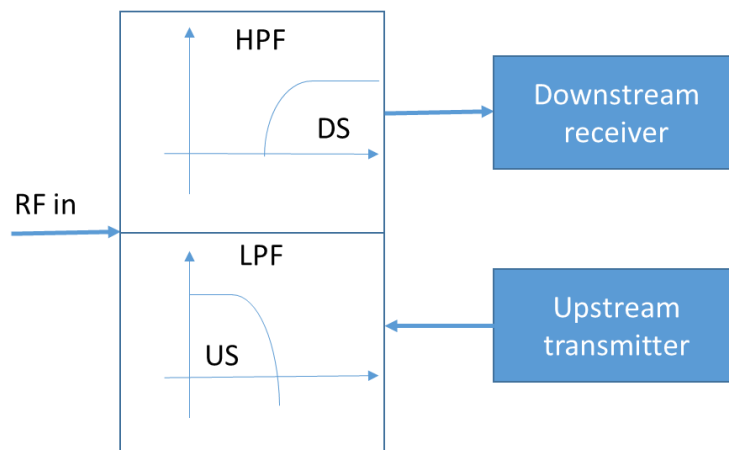 HPF
DS
Downstream
receiver
RF in
LPF
US
Upstream
transmitter